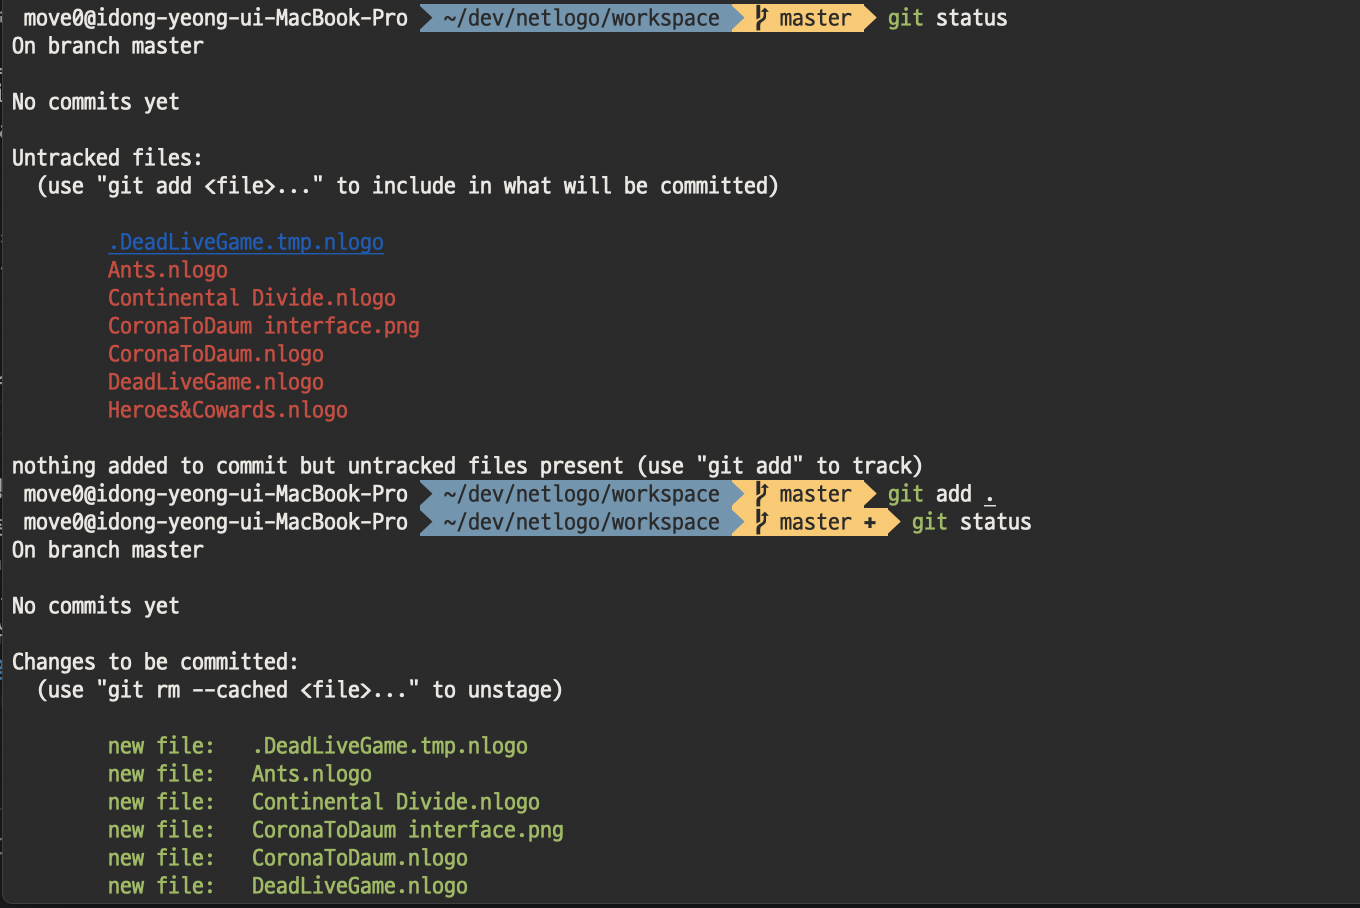 move0@idong-yeong-ui-MacBook-Pro ~/dev/netlogo/workspace master git status
On branch master
No commits yet
Untracked files:
(use "git add <file>..." to include in what will be committed)
.DeadLiveGame.tmp.nlogo
Ants.nlogo
Continental Divide.nlogo
CoronaToDaum interface.png
CoronaToDaum.nlogo
DeadLiveGame.nlogo
Heroes&Cowards.nlogo
nothing added to commit but untracked files present (use "git add" to track)
move0@idong-yeong-ui-MacBook-Pro ~/dev/netlogo/workspace master git add .
move0@idong-yeong-ui-MacBook-Pro ~/dev/netlogo/workspace master + git status
On branch master
No commits yet
Changes to be committed:
(use "git rm --cached <file>..." to unstage)
new file: .DeadLiveGame.tmp.nlogo
new file: Ants.nlogo
new file: Continental Divide.nlogo
new file: CoronaToDaum interface.png
new file: CoronaToDaum.nlogo
new file: DeadLiveGame.nlogo